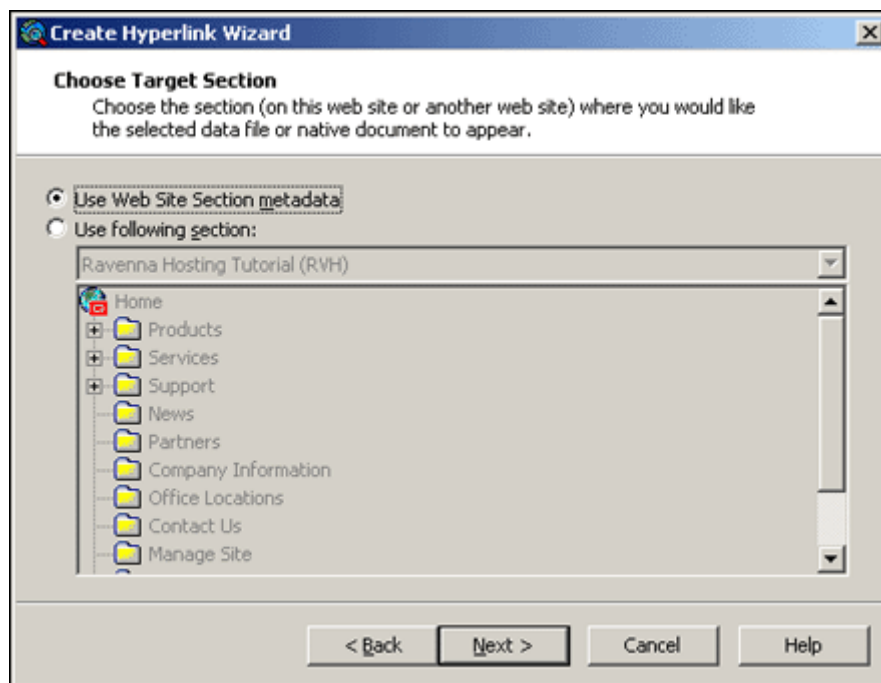 Create Hyperlink Wizard
Choose Target Section
Choose the section (on this web site or another web site) where you would like
the selected data file or native document to appear.
Use Web Site Section metadata
Use following section:
Ravenna Hosting Tutorial (RVH)
Home
Products
Services
Support
News
Partners
Company Information
Office Locations
Contact Us
Manage Site
< Back Next > Cancel Help